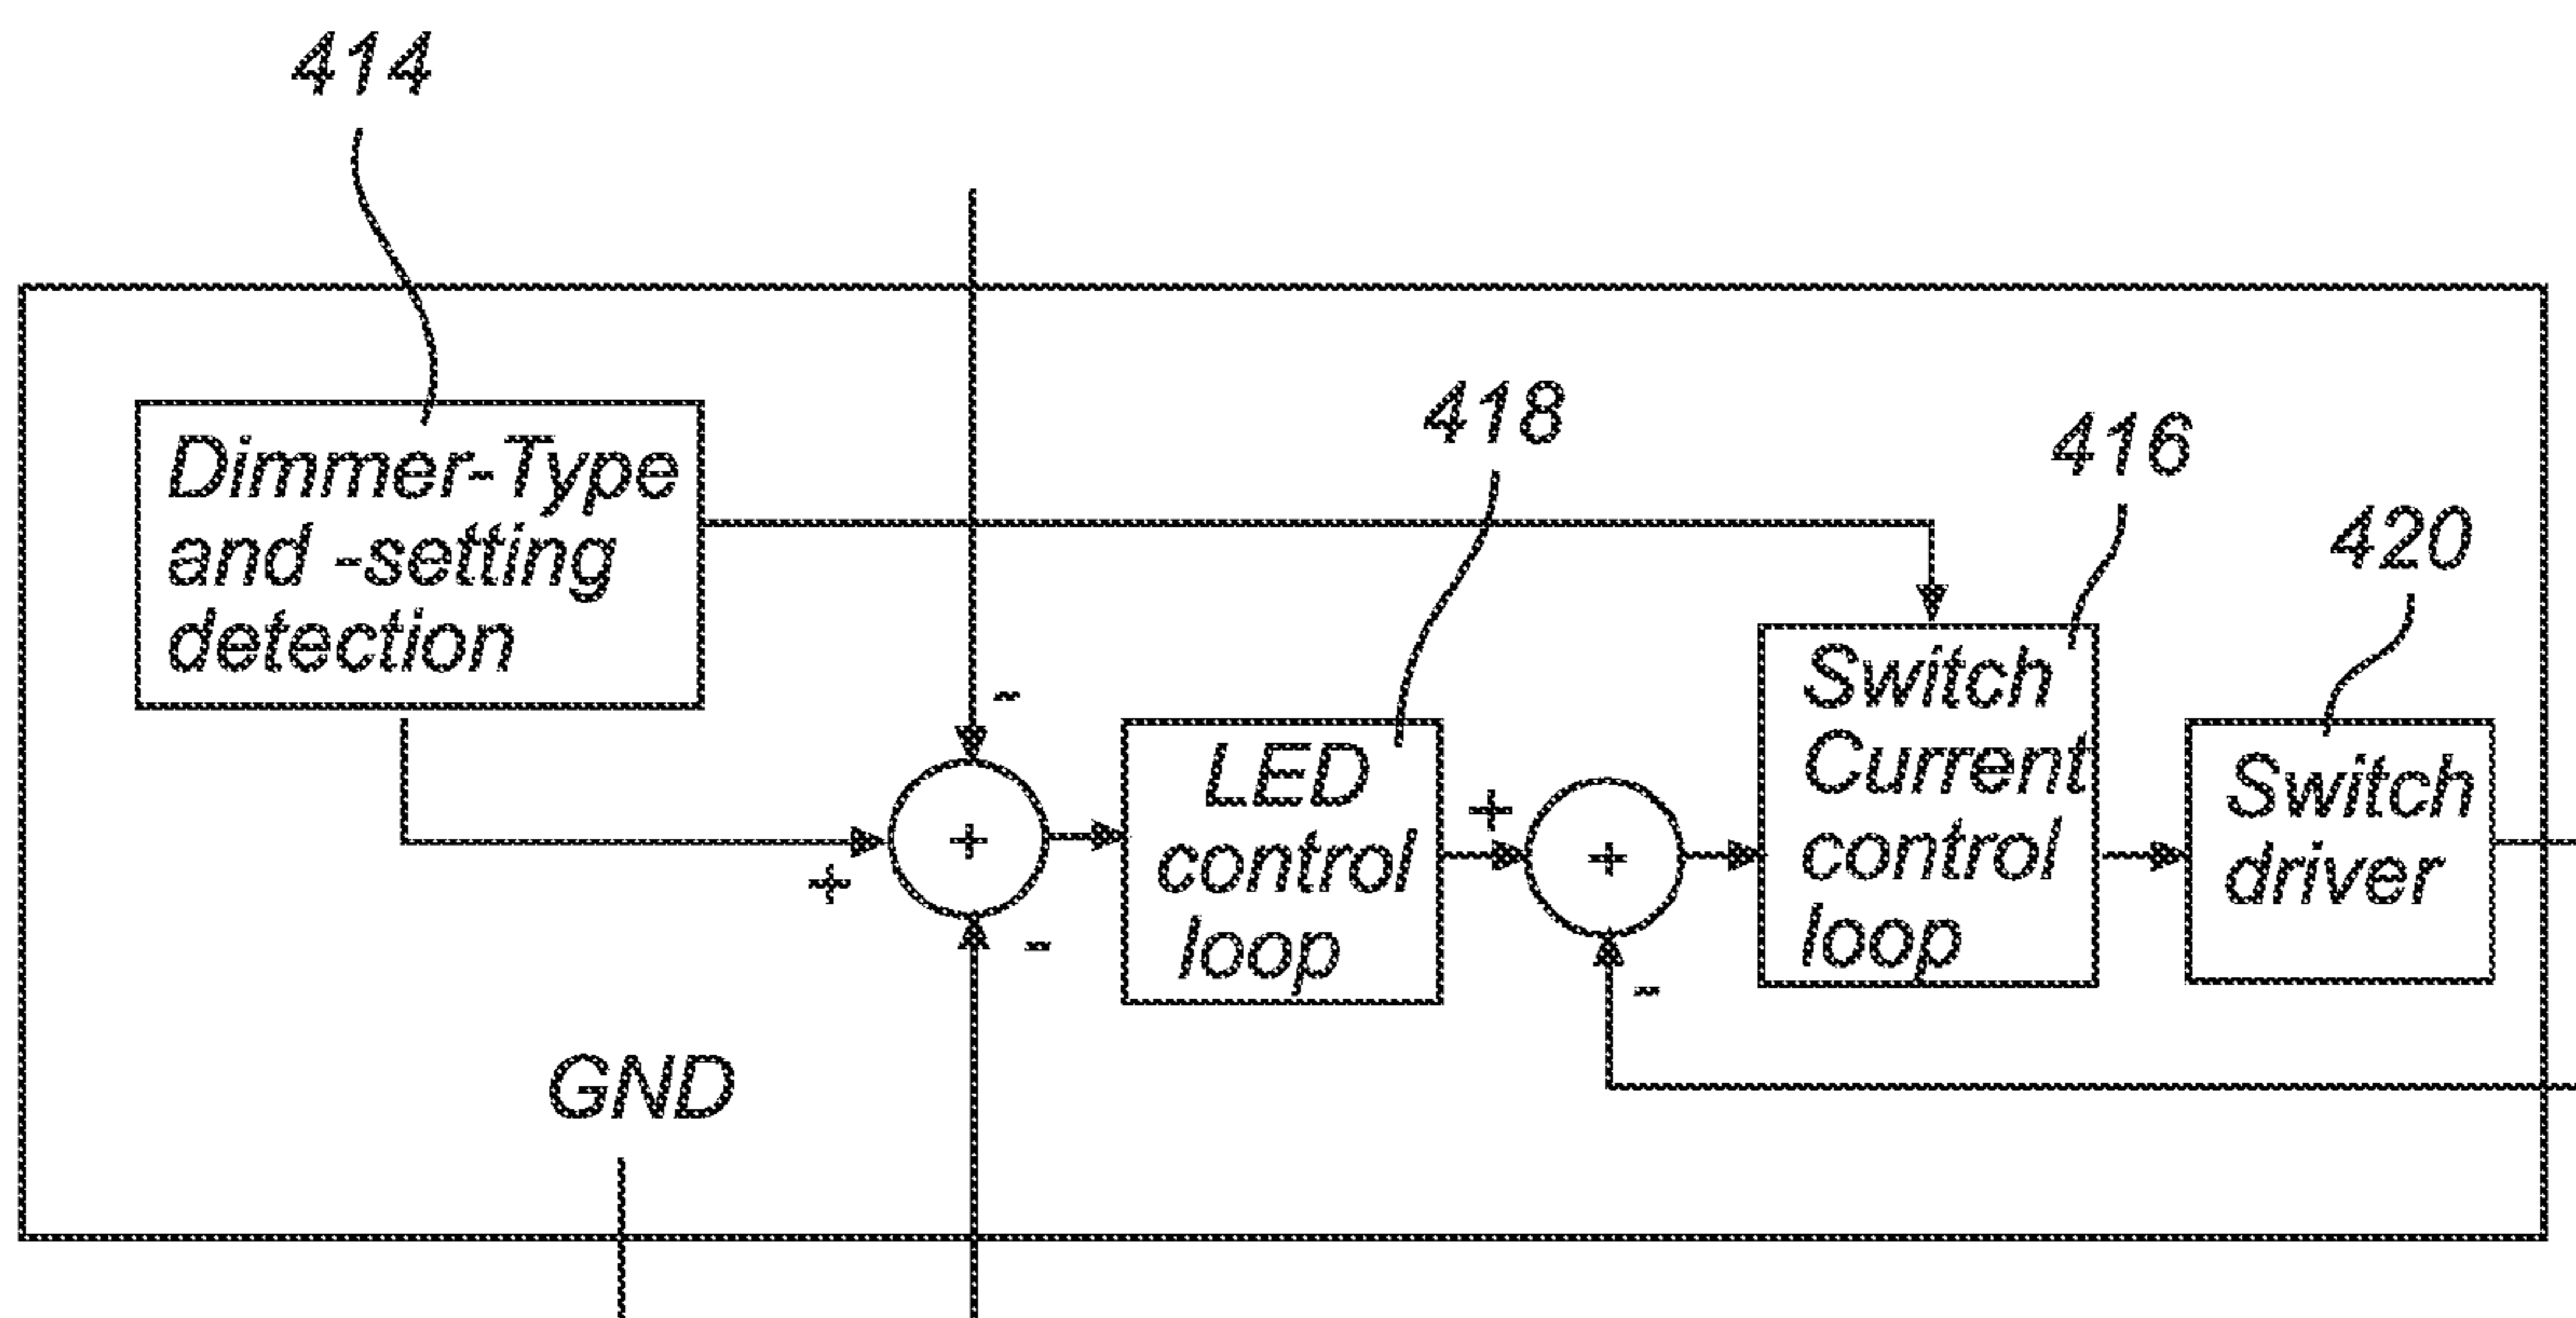 414
418
416
420
Dimmer-Type
and -setting
detection
-
+
+
-
LED
control
loop
+
+
-
Switch
Current
control
loop
Switch
driver
GND